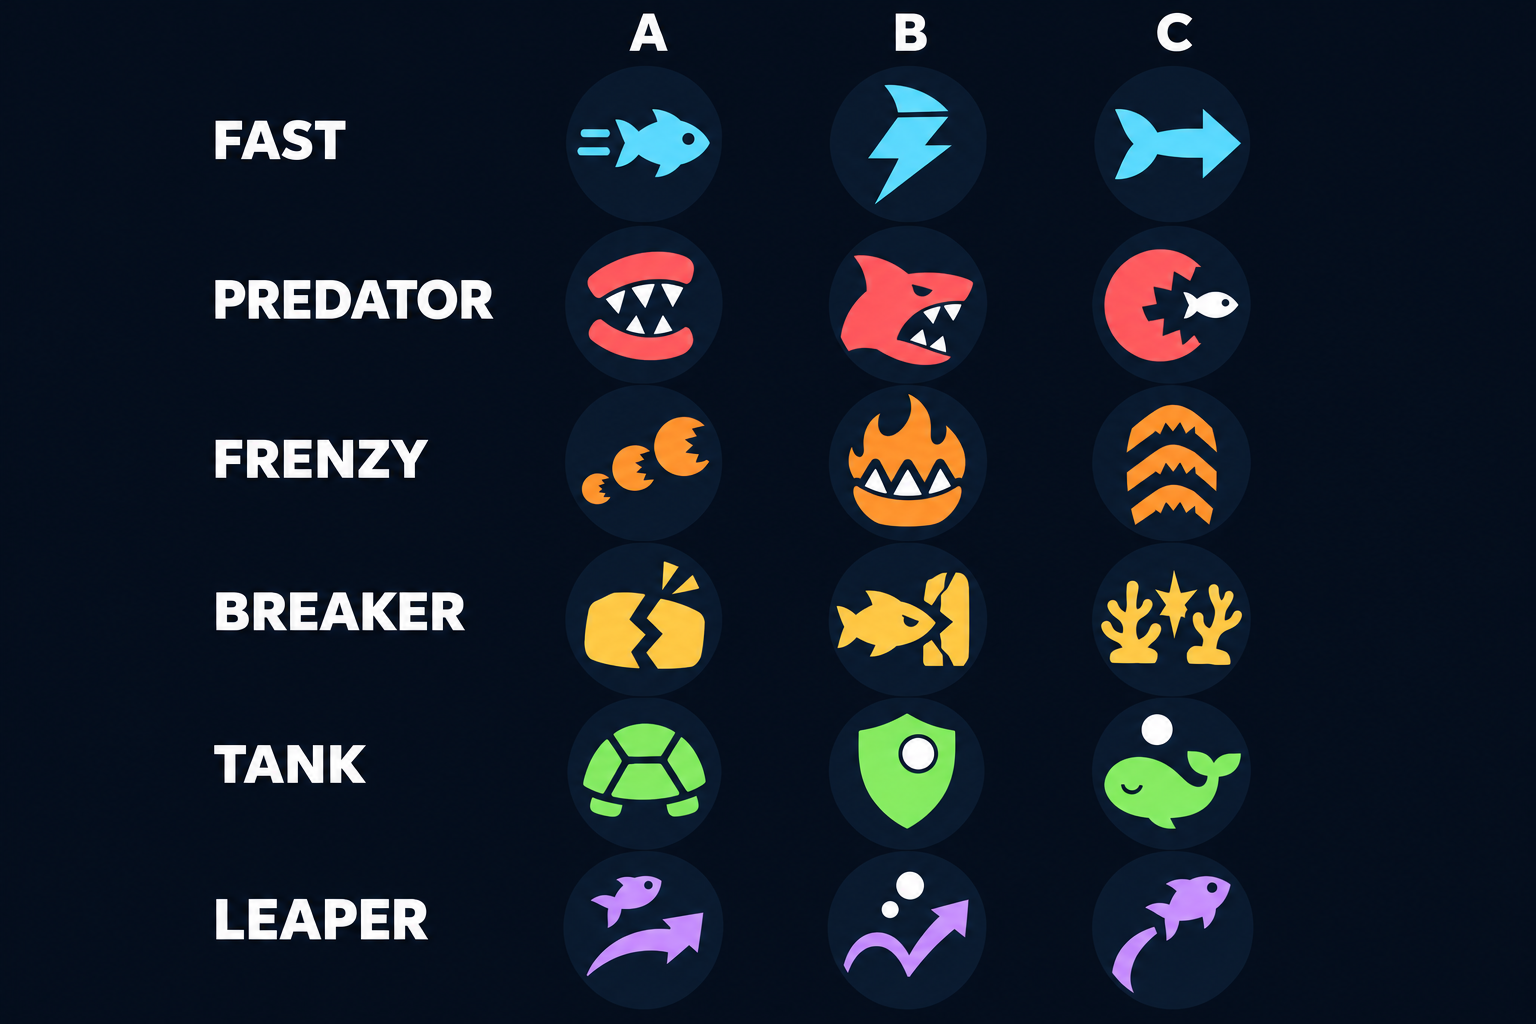 A B C
FAST
PREDATOR
FRENZY
BREAKER
TANK
LEAPER